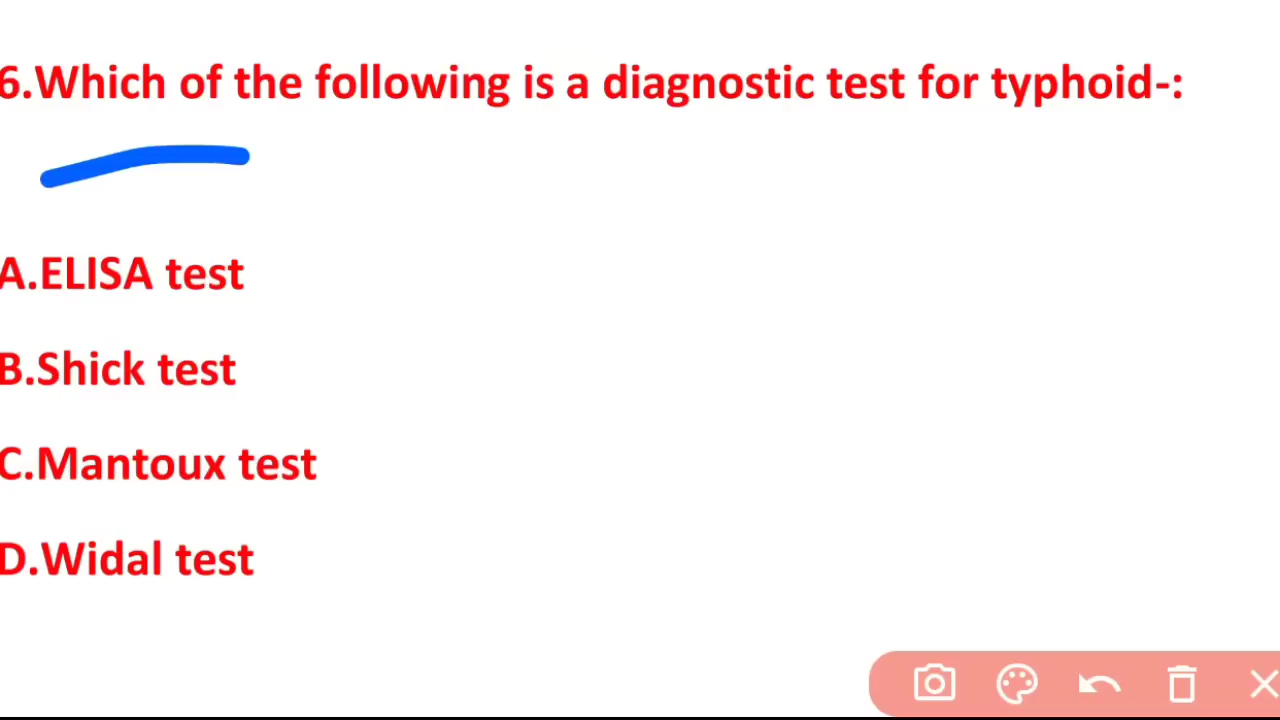 6.Which of the following is a diagnostic test for typhoid-:
A.ELISA test
B.Shick test
C.Mantoux test
D.Widal test